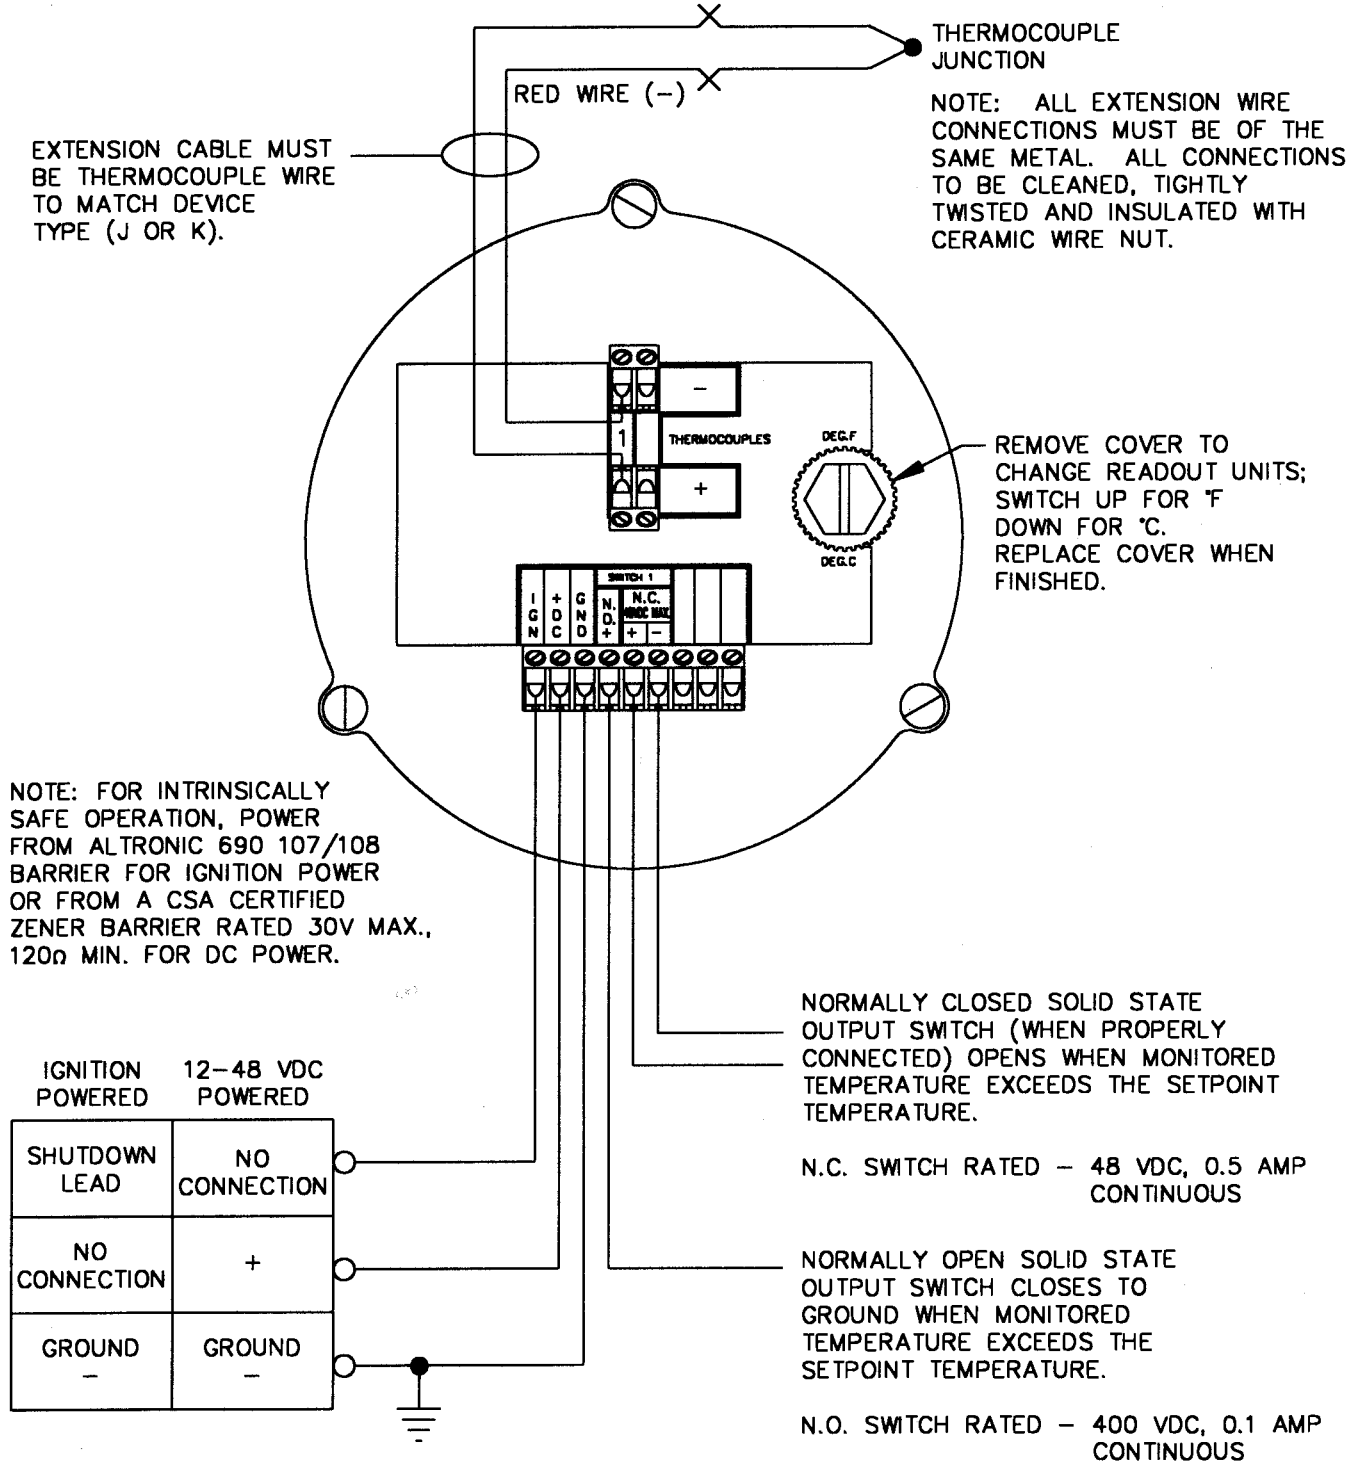 THERMOCOUPLE
JUNCTION
RED WIRE (-)
NOTE: ALL EXTENSION WIRE
CONNECTIONS MUST BE OF THE
SAME METAL. ALL CONNECTIONS
TO BE CLEANED, TIGHTLY
TWISTED AND INSULATED WITH
CERAMIC WIRE NUT.
EXTENSION CABLE MUST
BE THERMOCOUPLE WIRE
TO MATCH DEVICE
TYPE (J OR K).
-
1
THERMOCOUPLES
+
DEG.F
DEG.C
REMOVE COVER TO
CHANGE READOUT UNITS;
SWITCH UP FOR °F
DOWN FOR °C.
REPLACE COVER WHEN
FINISHED.
SWITCH 1
IGN
+DC
GND
N.O.+
N.C.
MAX.
+ -
NOTE: FOR INTRINSICALLY
SAFE OPERATION, POWER
FROM ALTRONIC 690 107/108
BARRIER FOR IGNITION POWER
OR FROM A CSA CERTIFIED
ZENER BARRIER RATED 30V MAX.,
120Ω MIN. FOR DC POWER.
NORMALLY CLOSED SOLID STATE
OUTPUT SWITCH (WHEN PROPERLY
CONNECTED) OPENS WHEN MONITORED
TEMPERATURE EXCEEDS THE SETPOINT
TEMPERATURE.
N.C. SWITCH RATED - 48 VDC, 0.5 AMP
CONTINUOUS
NORMALLY OPEN SOLID STATE
OUTPUT SWITCH CLOSES TO
GROUND WHEN MONITORED
TEMPERATURE EXCEEDS THE
SETPOINT TEMPERATURE.
N.O. SWITCH RATED - 400 VDC, 0.1 AMP
CONTINUOUS
IGNITION
POWERED
12-48 VDC
POWERED
SHUTDOWN
LEAD
NO
CONNECTION
NO
CONNECTION
+
GROUND
-
GROUND
-